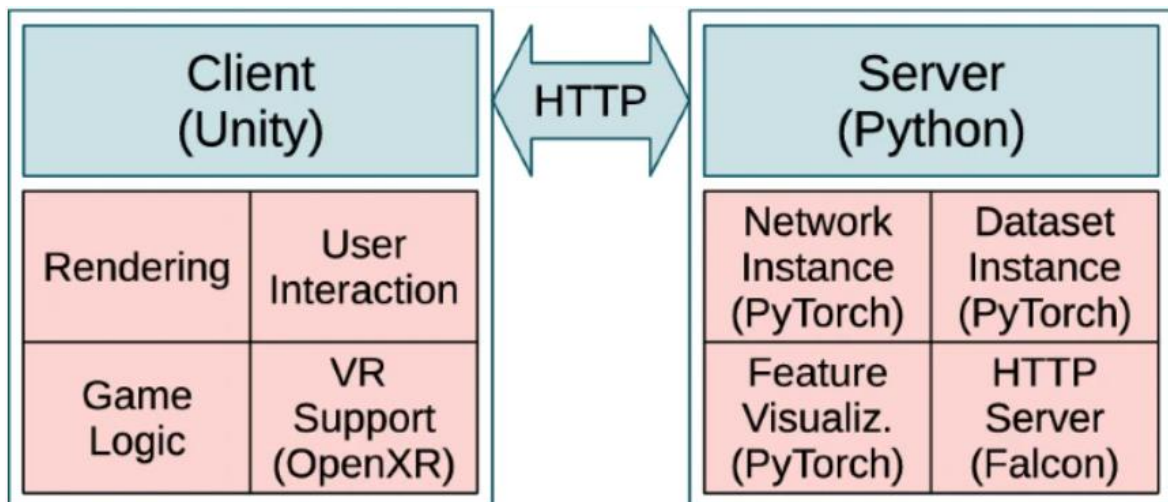 Client
(Unity)
HTTP
Server
(Python)
Rendering
User
Interaction
Game
Logic
VR
Support
(OpenXR)
Network
Instance
(PyTorch)
Dataset
Instance
(PyTorch)
Feature
Visualiz.
(PyTorch)
HTTP
Server
(Falcon)